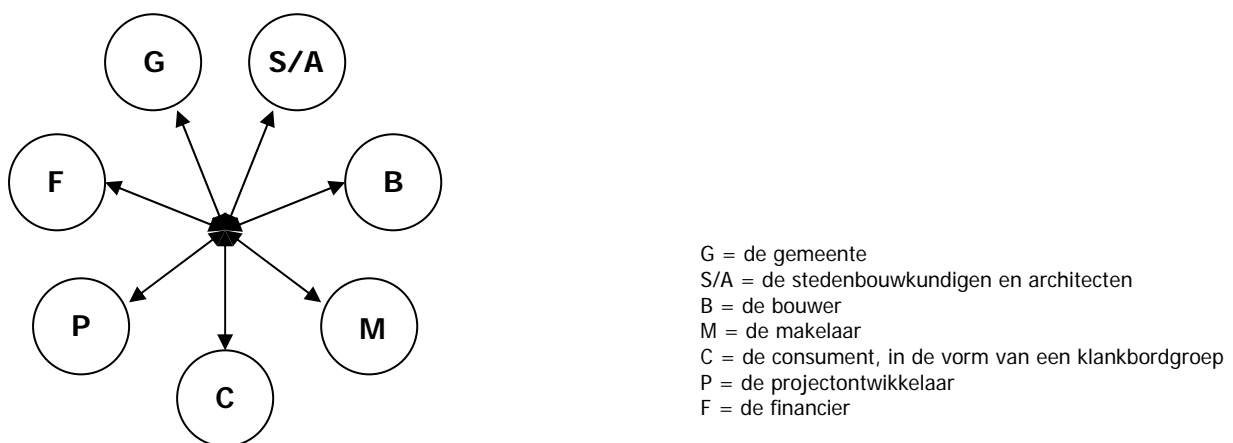 G
S/A
F
B
P
M
C
G = de gemeente
S/A = de stedenbouwkundigen en architecten
B = de bouwer
M = de makelaar
C = de consument, in de vorm van een klankbordgroep
P = de projectontwikkelaar
F = de financier